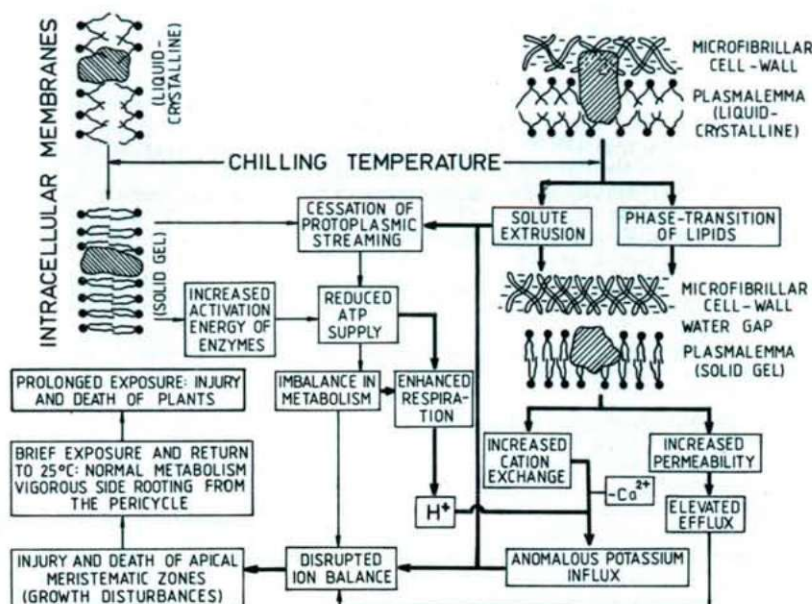 INTRACELLULAR MEMBRANES
(LIQUID-
CRYSTALLINE)
MICROFIBRILLAR
CELL-WALL
PLASMALEMMA
(LIQUID-
CRYSTALLINE)
CHILLING TEMPERATURE
(SOLID GEL)
CESSATION OF
PROTOPLASMIC
STREAMING
SOLUTE
EXTRUSION
PHASE-TRANSITION
OF LIPIDS
INCREASED
ACTIVATION
ENERGY OF
ENZYMES
REDUCED
ATP
SUPPLY
MICROFIBRILLAR
CELL-WALL
WATER GAP
PLASMALEMMA
(SOLID GEL)
PROLONGED EXPOSURE: INJURY
AND DEATH OF PLANTS
IMBALANCE IN
METABOLISM
ENHANCED
RESPIRA-
TION
BRIEF EXPOSURE AND RETURN
TO 25°C: NORMAL METABOLISM
VIGOROUS SIDE ROOTING FROM
THE PERICYCLE
INCREASED
CATION
EXCHANGE
INCREASED
PERMEABILITY
-Ca²⁺
H⁺
ELEVATED
EFFLUX
INJURY AND DEATH OF APICAL
MERISTEMATIC ZONES
(GROWTH DISTURBANCES)
DISRUPTED
ION BALANCE
ANOMALOUS POTASSIUM
INFLUX